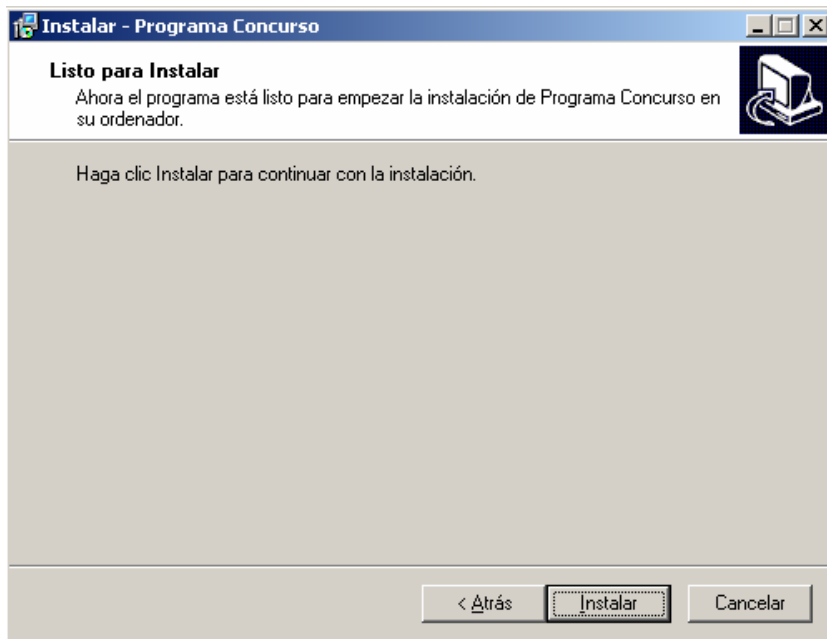 Instalar - Programa Concurso
Listo para Instalar
Ahora el programa está listo para empezar la instalación de Programa Concurso en
su ordenador.
Haga clic Instalar para continuar con la instalación.
< Atrás
Instalar
Cancelar